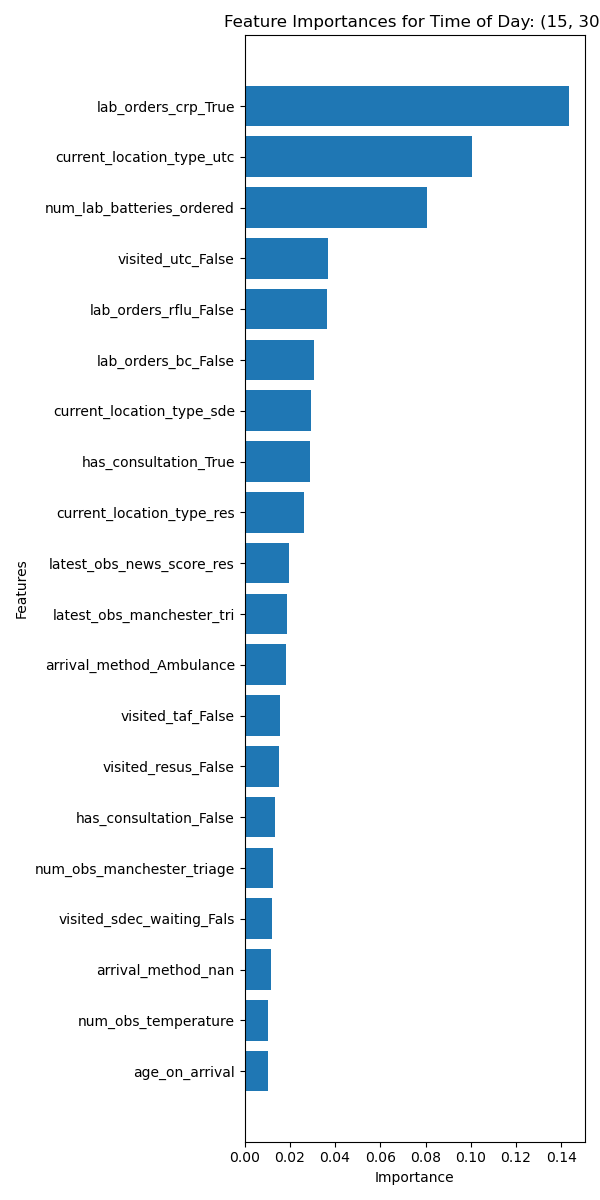 Feature Importances for Time of Day: (15, 30
lab_orders_crp_True
current_location_type_utc
num_lab_batteries_ordered
visited_utc_False
lab_orders_rflu_False
lab_orders_bc_False
current_location_type_sde
has_consultation_True
current_location_type_res
latest_obs_news_score_res
latest_obs_manchester_tri
arrival_method_Ambulance
visited_taf_False
visited_resus_False
has_consultation_False
num_obs_manchester_triage
visited_sdec_waiting_Fals
arrival_method_nan
num_obs_temperature
age_on_arrival
Features
0.00 0.02 0.04 0.06 0.08 0.10 0.12 0.14
Importance